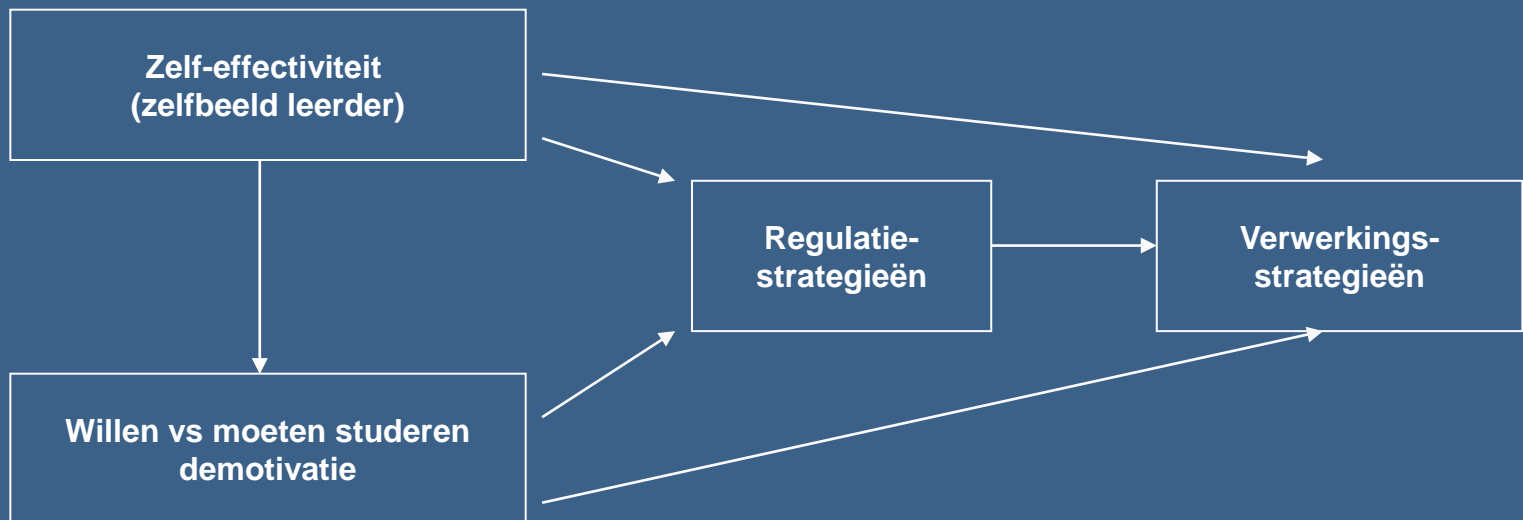 Zelf-effectiviteit
(zelfbeeld leerder)
Regulatie-
strategieën
Verwerkings-
strategieën
Willen vs moeten studeren
demotivatie